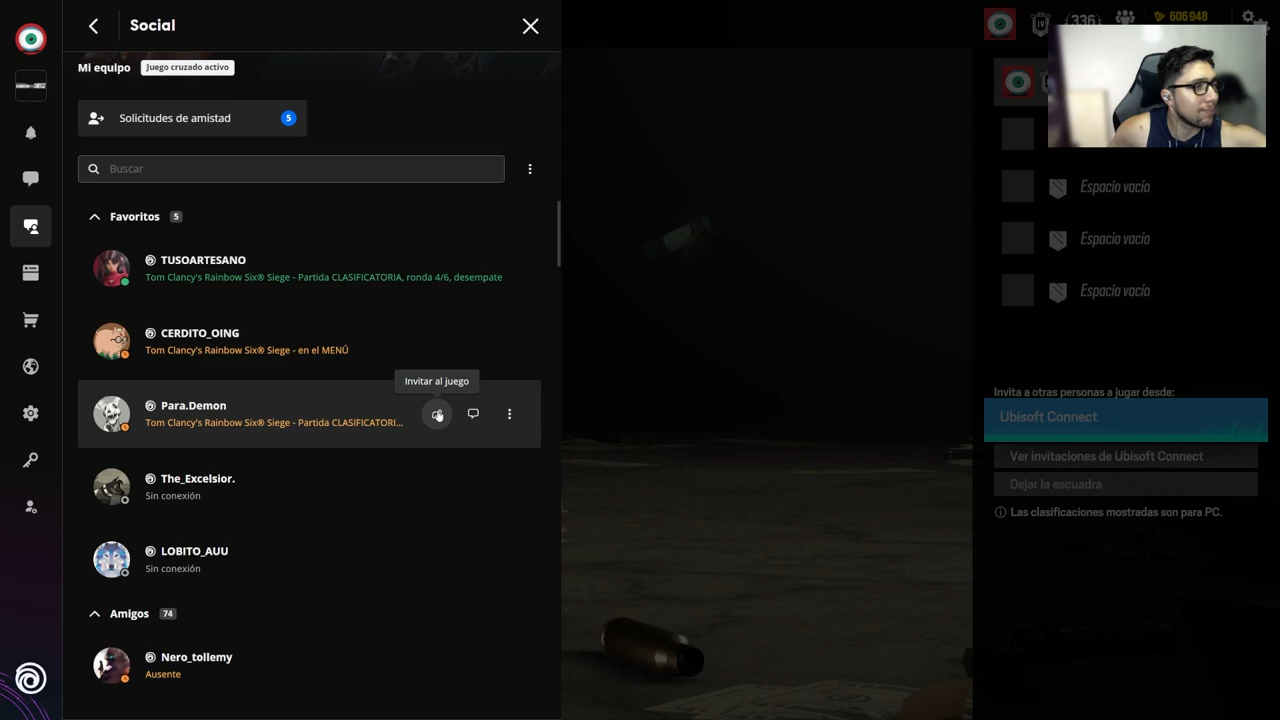 Social
Mi equipo
Juego cruzado activo
Solicitudes de amistad
5
Buscar
Favoritos 5
TUSOARTESANO
Tom Clancy's Rainbow Six® Siege - Partida CLASIFICATORIA, ronda 4/6, desempate
CERDITO_OING
Tom Clancy's Rainbow Six® Siege - en el MENÚ
Invitar al juego
Para.Demon
Tom Clancy's Rainbow Six® Siege - Partida CLASIFICATORI...
The_Excelsior.
Sin conexión
LOBITO_AUU
Sin conexión
Amigos 74
Nero_tollemy
Ausente
IV
336
606 948
Espacio vacío
Espacio vacío
Espacio vacío
Invita a otras personas a jugar desde:
Ubisoft Connect
Ver invitaciones de Ubisoft Connect
Dejar la escuadra
Las clasificaciones mostradas son para PC.